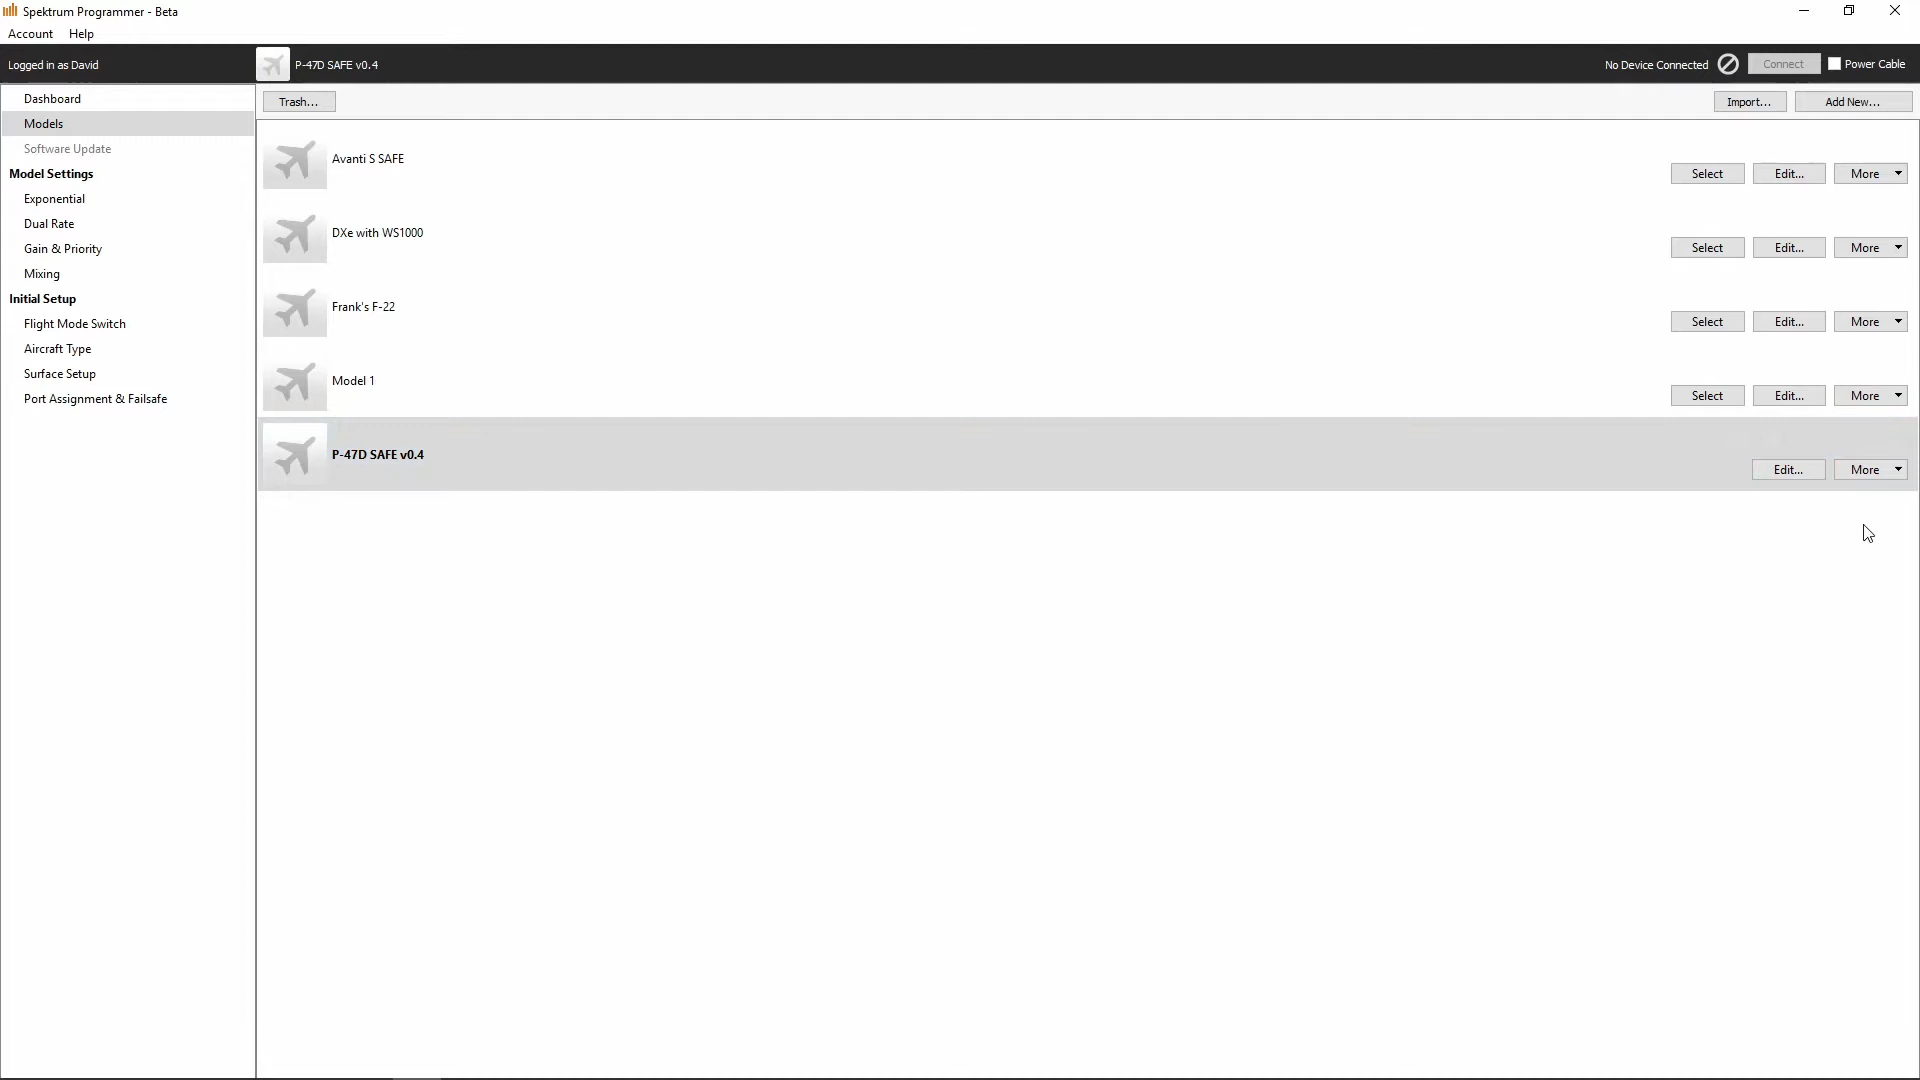 Spektrum Programmer - Beta
Account Help
Logged in as David
P-47D SAFE v0.4
No Device Connected Connect Power Cable
Dashboard
Models
Software Update
Model Settings
Exponential
Dual Rate
Gain & Priority
Mixing
Initial Setup
Flight Mode Switch
Aircraft Type
Surface Setup
Port Assignment & Failsafe
Trash... Import... Add New...
Avanti S SAFE
Select Edit... More
DXe with WS1000
Select Edit... More
Frank's F-22
Select Edit... More
Model 1
Select Edit... More
P-47D SAFE v0.4
Edit... More